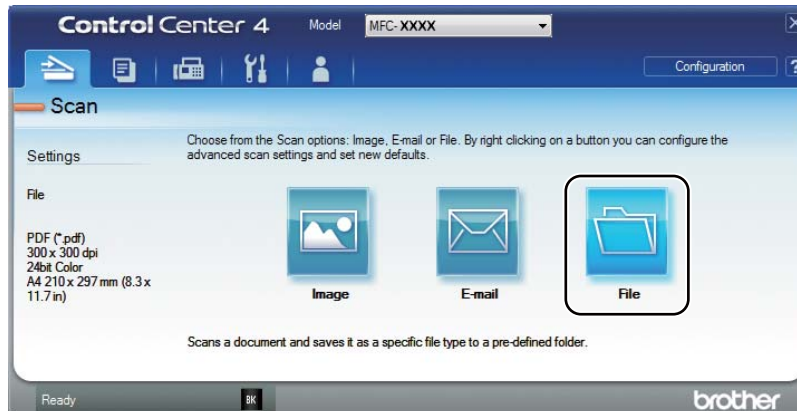 Control Center 4 Model MFC-XXXX
Configuration ?
Scan
Choose from the Scan options: Image, E-mail or File. By right clicking on a button you can configure the
advanced scan settings and set new defaults.
Settings
File
PDF (*.pdf)
300 x 300 dpi
24bit Color
A4 210 x 297 mm (8.3 x
11.7 in)
Image E-mail File
Scans a document and saves it as a specific file type to a pre-defined folder.
Ready BK brother